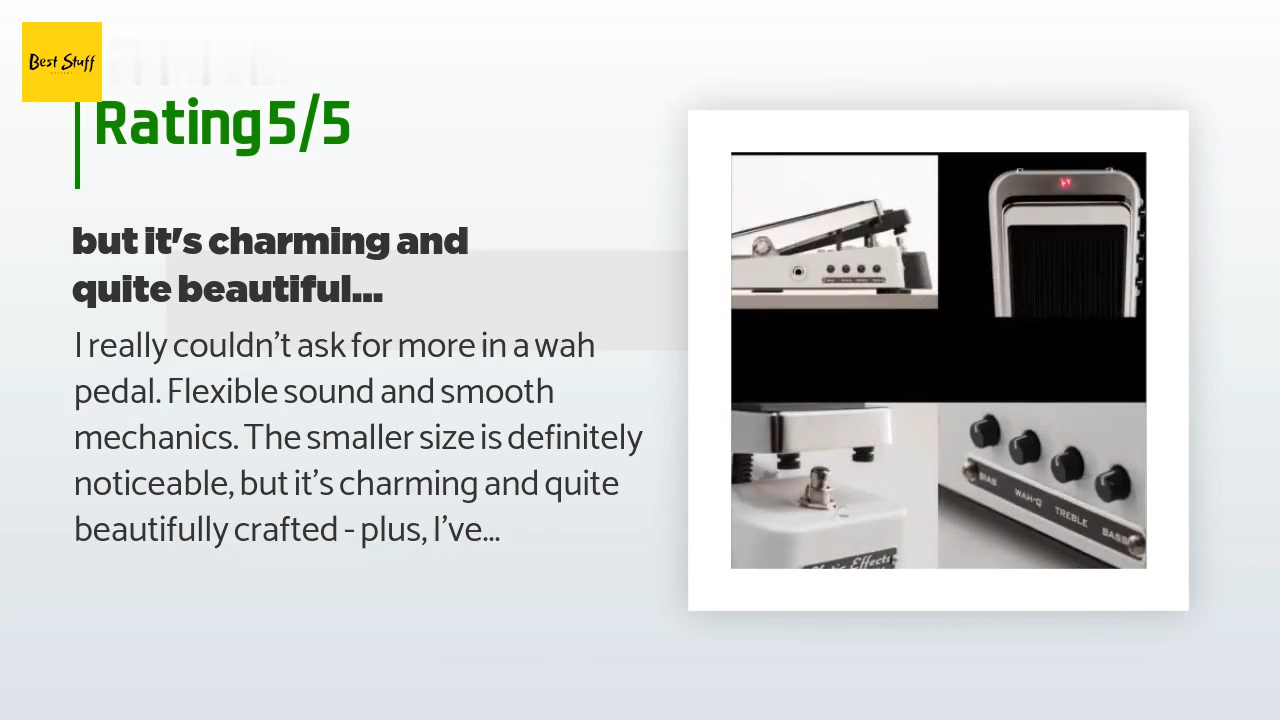 Best Stuff
Rating 5/5
but it's charming and
quite beautiful...
I really couldn't ask for more in a wah
pedal. Flexible sound and smooth
mechanics. The smaller size is definitely
noticeable, but it's charming and quite
beautifully crafted - plus, I've...
BIAS
WAH-Q
TREBLE
BASS
Effects